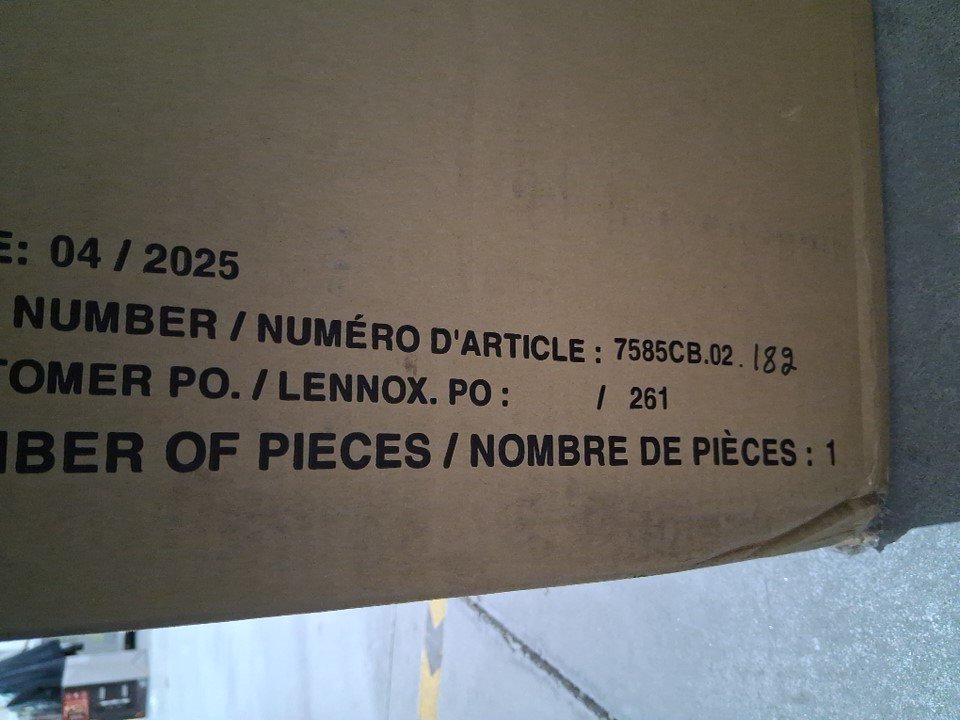 E: 04 / 2025
NUMBER / NUMÉRO D'ARTICLE : 7585CB.02.182
TOMER PO. / LENNOX. PO : / 261
BER OF PIECES / NOMBRE DE PIÈCES : 1